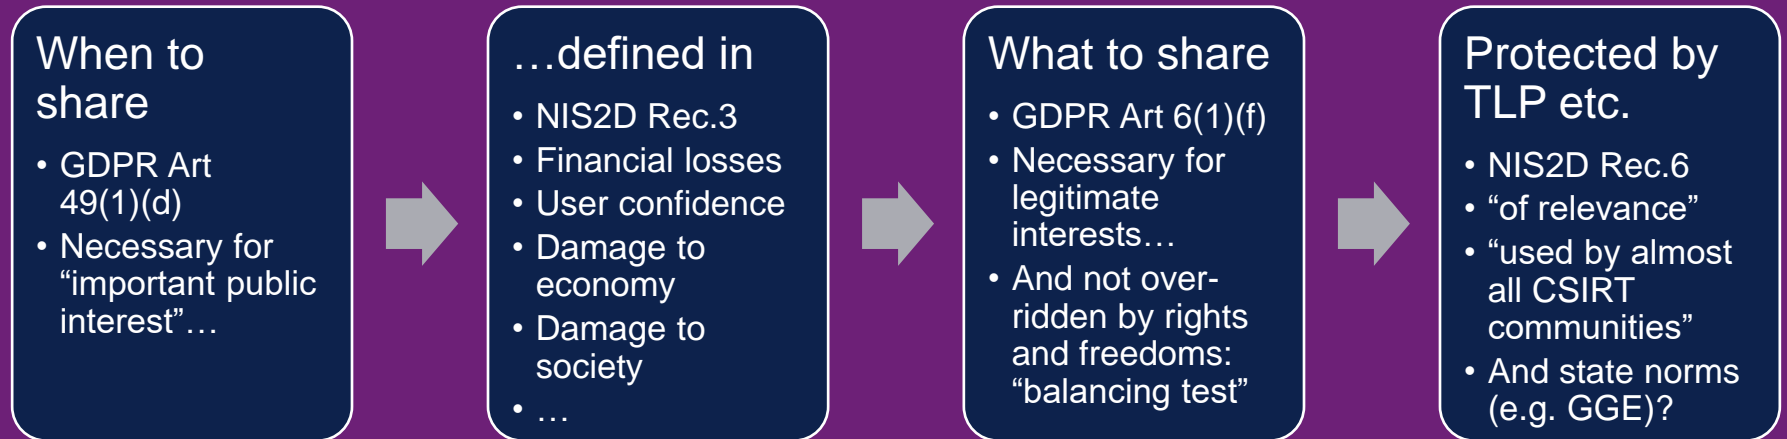 When to
share
• GDPR Art
49(1)(d)
• Necessary for
“important public
interest”…
…defined in
• NIS2D Rec.3
• Financial losses
• User confidence
• Damage to
economy
• Damage to
society
• …
What to share
• GDPR Art 6(1)(f)
• Necessary for
legitimate
interests…
• And not over-
ridden by rights
and freedoms:
“balancing test”
Protected by
TLP etc.
• NIS2D Rec.6
• “of relevance”
• “used by almost
all CSIRT
communities”
• And state norms
(e.g. GGE)?